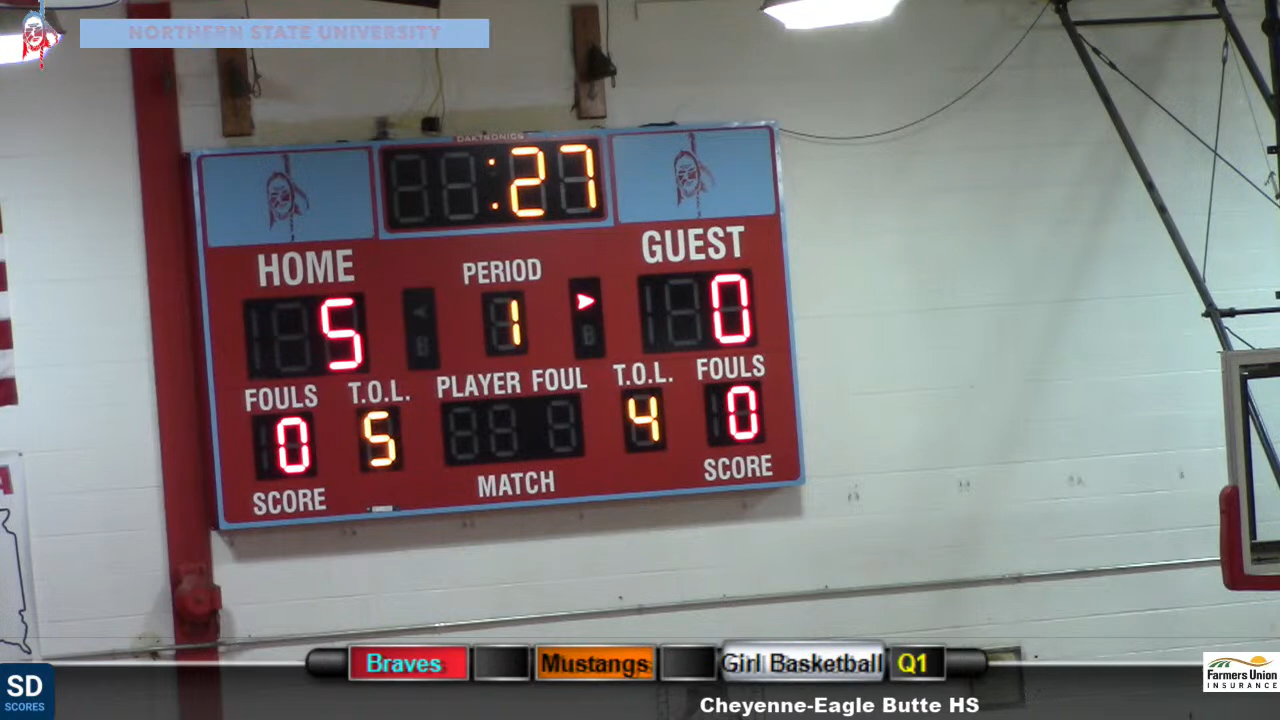 NORTHERN STATE UNIVERSITY
DAKTRONICS
:27
HOME
GUEST
PERIOD
5
1
0
FOULS
T.O.L.
PLAYER FOUL
T.O.L.
FOULS
0
5
4
0
SCORE
MATCH
SCORE
Braves
Mustangs
Girl Basketball
Q1
SD
SCORES
Cheyenne-Eagle Butte HS
Farmers Union
INSURANCE